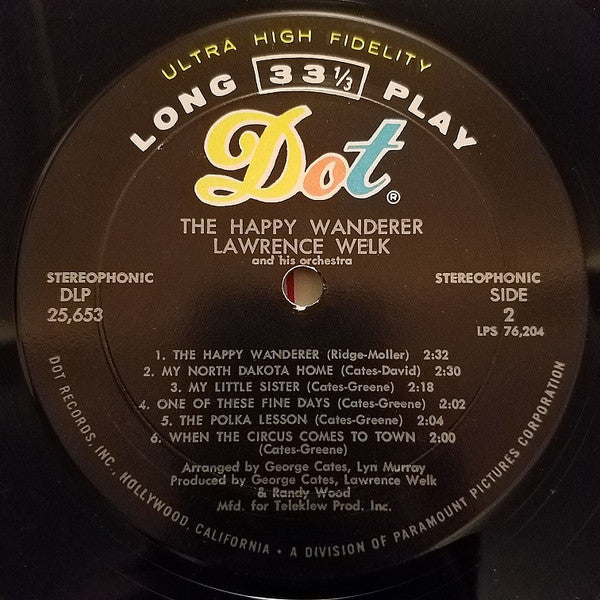 ULTRA HIGH FIDELITY
LONG 33 1/3 PLAY
Dot®
THE HAPPY WANDERER
LAWRENCE WELK
and his orchestra
STEREOPHONIC
DLP
25,653
STEREOPHONIC
SIDE
2
LPS 76,204
1. THE HAPPY WANDERER (Ridge-Moller) 2:32
2. MY NORTH DAKOTA HOME (Cates-David) 2:30
3. MY LITTLE SISTER (Cates-Greene) 2:18
4. ONE OF THESE FINE DAYS (Cates-Greene) 2:02
5. THE POLKA LESSON (Cates-Greene) 2:04
6. WHEN THE CIRCUS COMES TO TOWN 2:00
(Cates-Greene)
Arranged by George Cates, Lyn Murray
Produced by George Cates, Lawrence Welk
& Randy Wood
Mfd. for Teleklew Prod. Inc.
DOT RECORDS, INC., HOLLYWOOD, CALIFORNIA • A DIVISION OF PARAMOUNT PICTURES CORPORATION